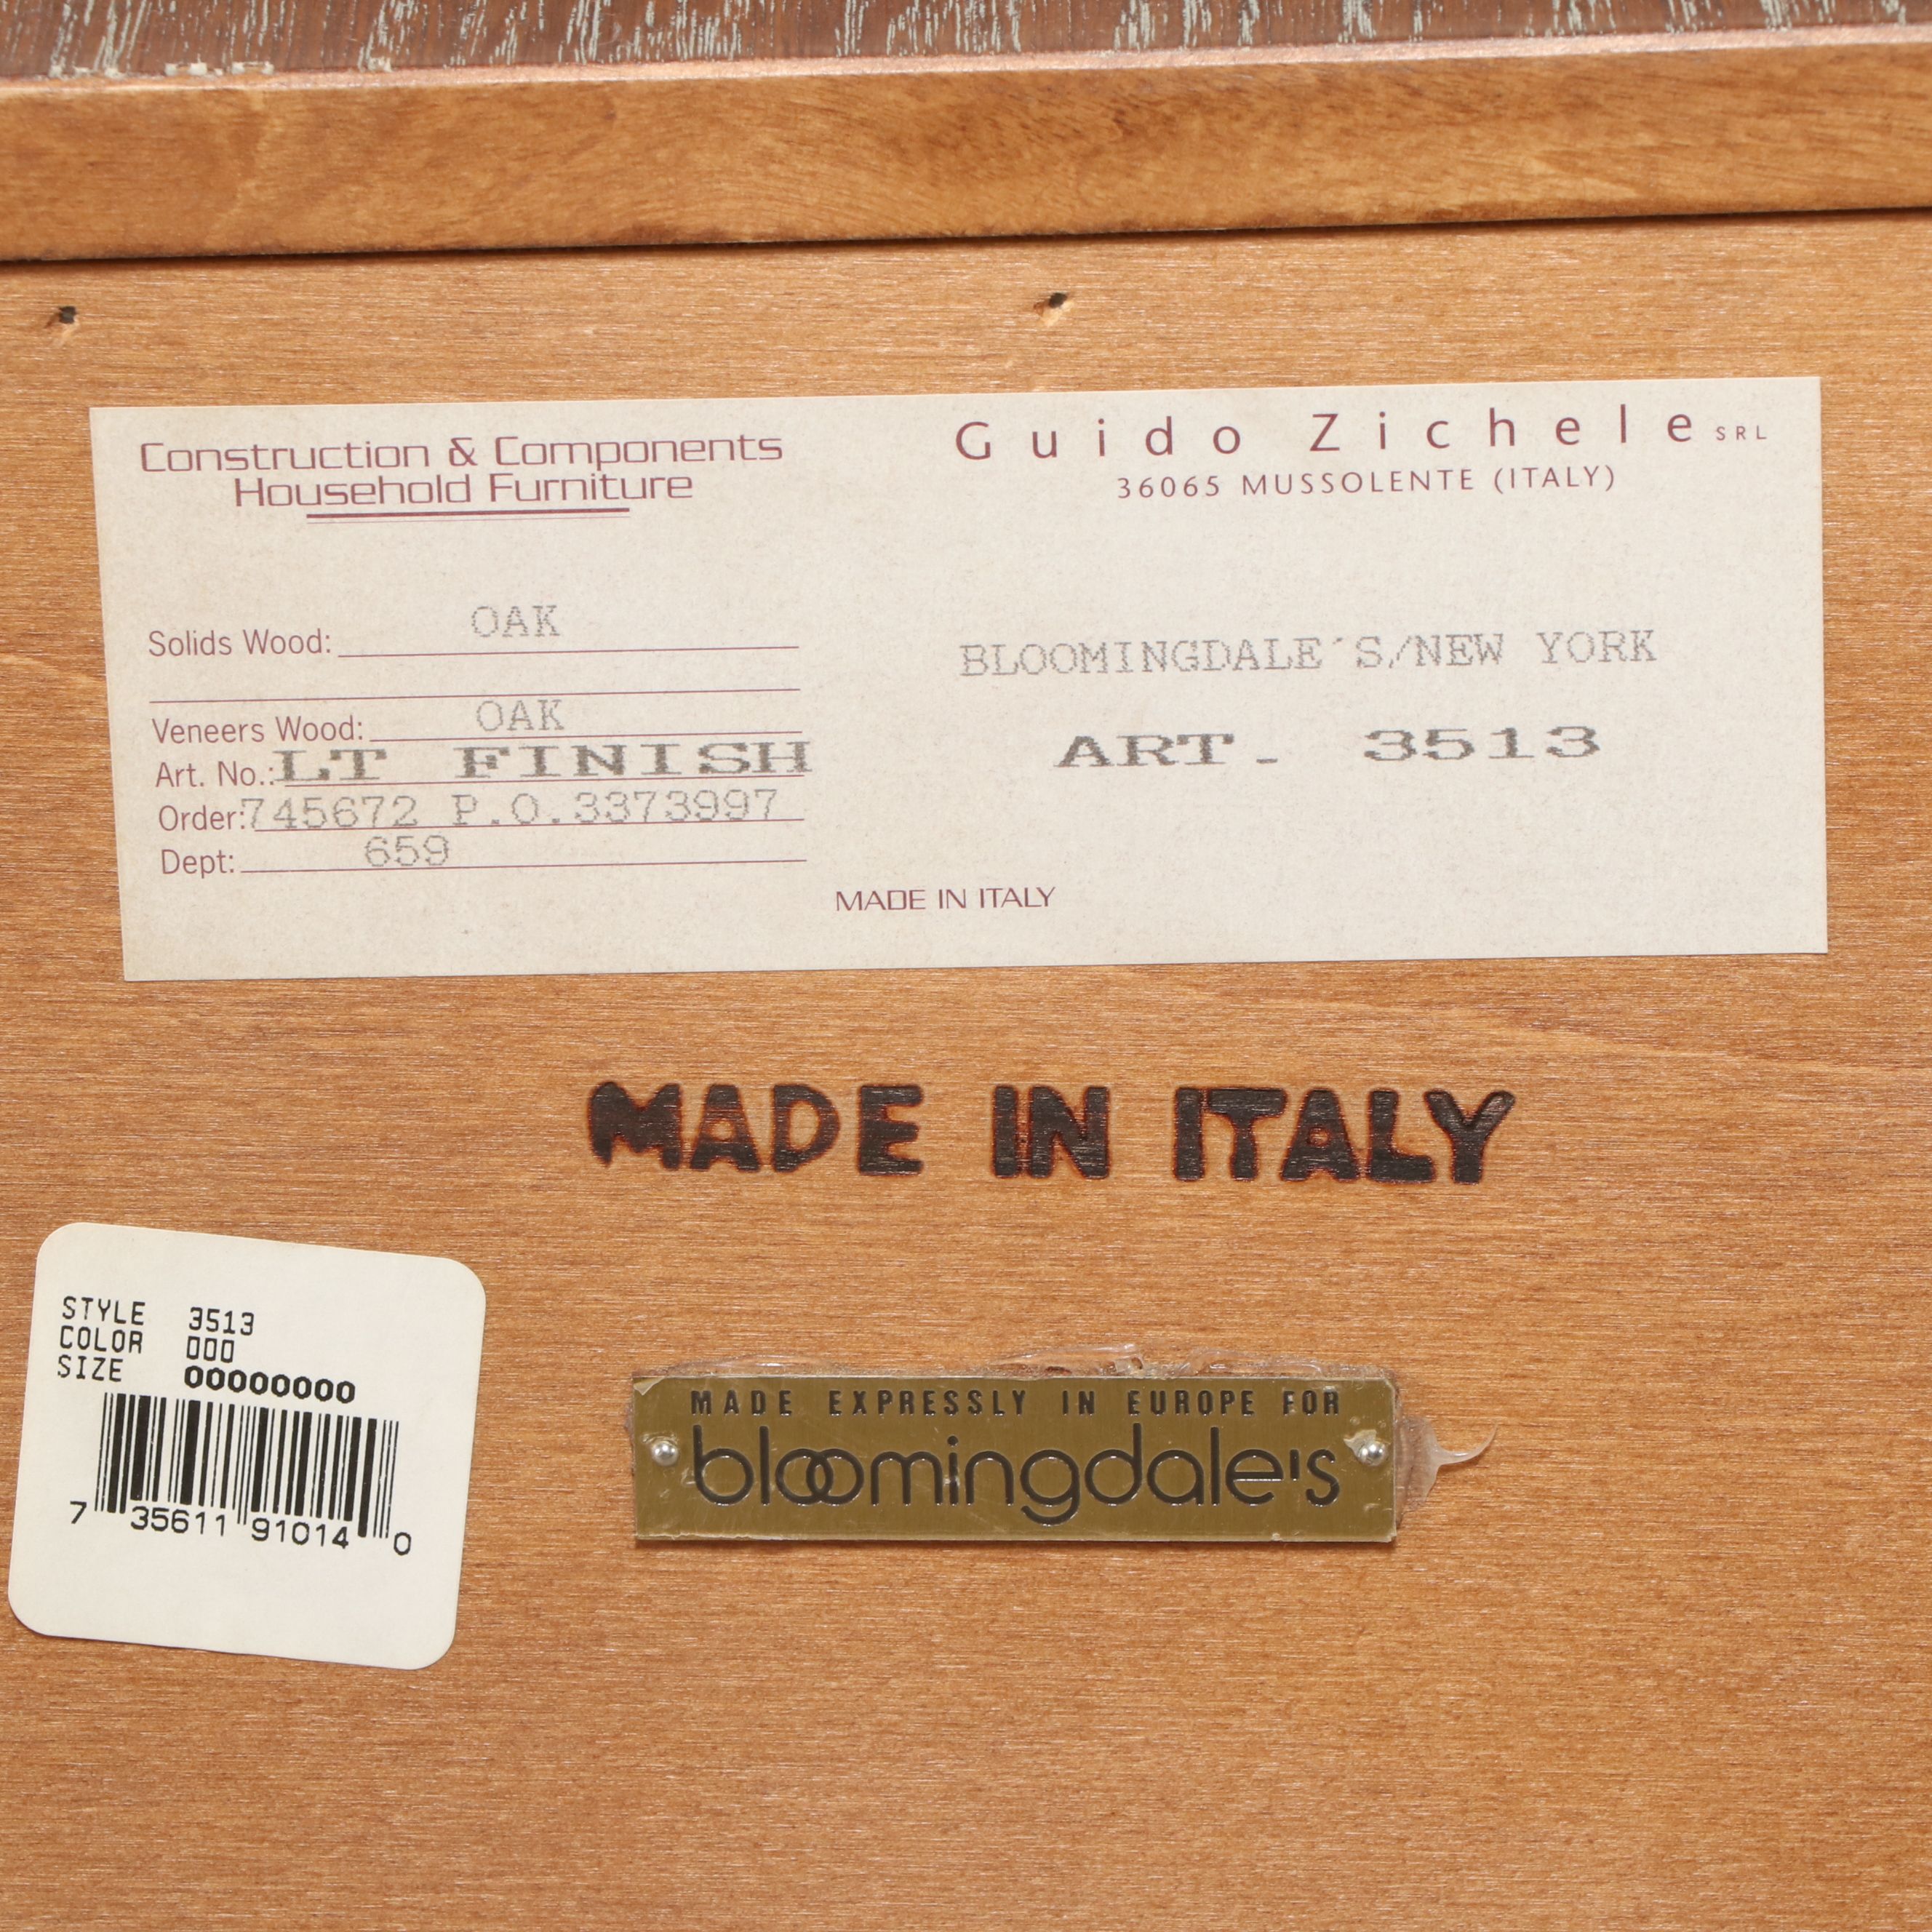 Construction & Components
Household Furniture
Guido Zichele SRL
36065 MUSSOLENTE (ITALY)
Solids Wood: OAK
Veneers Wood: OAK
Art. No.: LT FINISH
Order: 745672 P.O.3373997
Dept: 659
BLOOMINGDALE´S/NEW YORK
ART. 3513
MADE IN ITALY
MADE IN ITALY
STYLE 3513
COLOR 000
SIZE 00000000
7 35611 91014 0
MADE EXPRESSLY IN EUROPE FOR
bloomingdale's